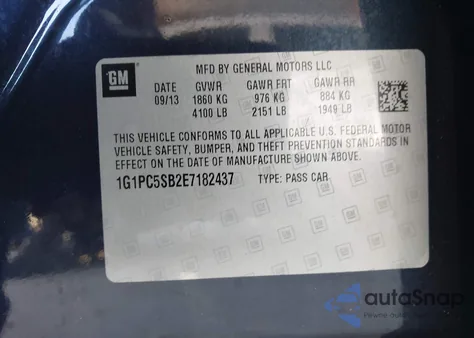 GM
MFD BY GENERAL MOTORS LLC
DATE GVWR GAWR FRT GAWR RR
09/13 1860 KG 976 KG 884 KG
4100 LB 2151 LB 1949 LB
THIS VEHICLE CONFORMS TO ALL APPLICABLE U.S. FEDERAL MOTOR
VEHICLE SAFETY, BUMPER, AND THEFT PREVENTION STANDARDS IN
EFFECT ON THE DATE OF MANUFACTURE SHOWN ABOVE.
1G1PC5SB2E7182437 TYPE: PASS CAR
autoSnap